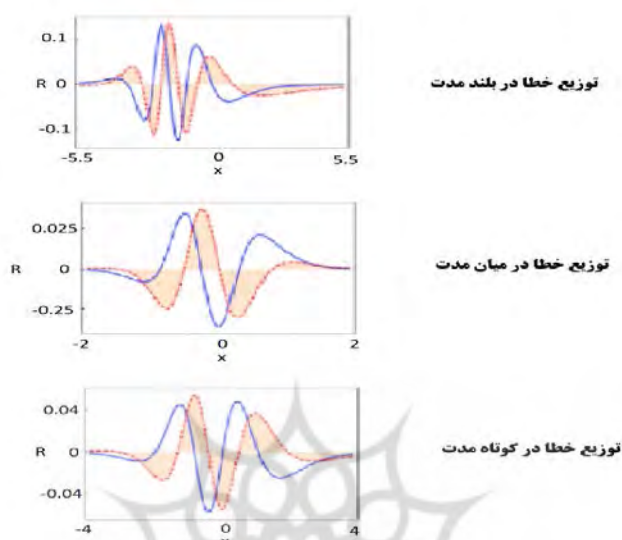 0.1
R 0
-0.1
-5.5
0
5.5
x
توزیع خطا در بلند مدت
0.025
R 0
-0.25
-2
0
2
x
توزیع خطا در میان مدت
0.04
R 0
-0.04
-4
0
4
x
توزیع خطا در کوتاه مدت